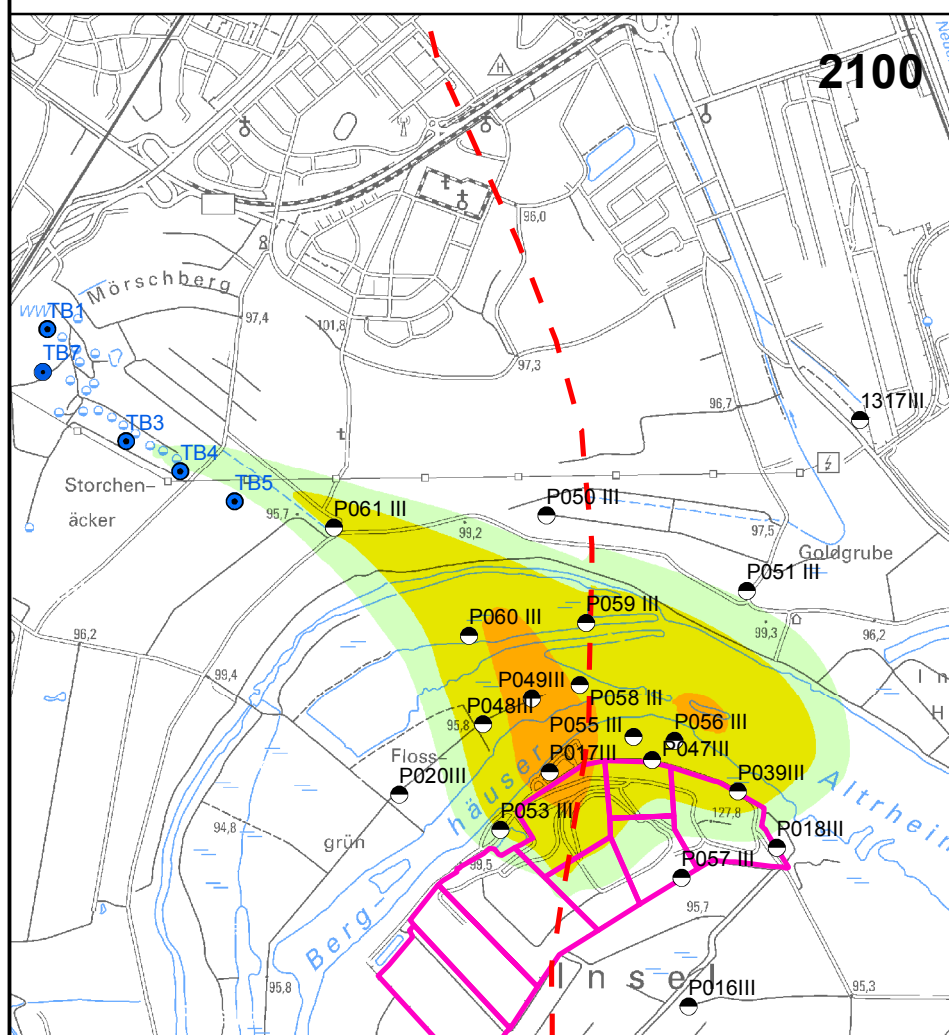 2100
H
96,0
Mörschberg
WW
TB1
97,4
101,8
TB7
97,3
96,7
1317III
TB3
TB4
Storchen-
äcker
TB5
95,7
P061 III
99,2
P050 III
97,5
Goldgrube
P051 III
P059 III
99,3
96,2
96,2
P060 III
99,4
I n
H
P049III
P058 III
P048III
95,8
P055 III
P056 III
Floss-
P017III
P047III
P020III
P039III
Altrhein
127,8
Berg-häuser
P053 III
94,8
grün
P018III
99,5
P057 III
95,7
Insel
95,8
P016III
95,3